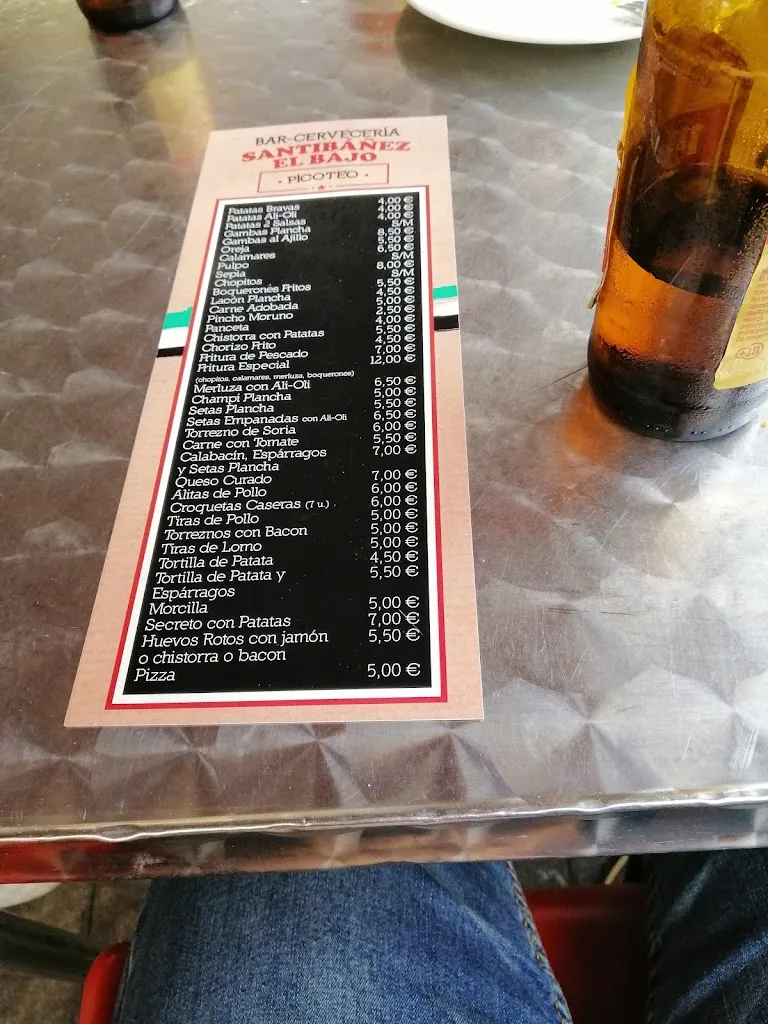 BAR-CERVECERÍA
SANTIBÁÑEZ
EL BAJO
· PICOTEO ·
Patatas Bravas 4,00 €
Patatas Ali-Oli 4,00 €
Patatas 2 Salsas 4,00 €
Gambas Plancha S/M
Gambas al Ajillo 8,50 €
Oreja 5,50 €
Calamares 6,50 €
Pulpo S/M
Sepia 8,00 €
Chopitos S/M
Boquerones Fritos 5,50 €
Lacón Plancha 4,50 €
Carne Adobada 5,00 €
Pincho Moruno 2,50 €
Panceta 4,00 €
Chistorra con Patatas 5,50 €
Chorizo Frito 4,50 €
Fritura de Pescado 7,00 €
Fritura Especial 12,00 €
(chopitos, calamares, merluza, boquerones)
Merluza con Ali-Oli 6,50 €
Champi Plancha 5,00 €
Setas Plancha 5,50 €
Setas Empanadas con Ali-Oli 6,50 €
Torrezno de Soria 6,00 €
Carne con Tomate 5,50 €
Calabacín, Espárragos 7,00 €
y Setas Plancha
Queso Curado 7,00 €
Alitas de Pollo 6,00 €
Croquetas Caseras (7 u.) 6,00 €
Tiras de Pollo 5,00 €
Torreznos con Bacon 5,00 €
Tiras de Lomo 5,00 €
Tortilla de Patata 4,50 €
Tortilla de Patata y 5,50 €
Espárragos
Morcilla 5,00 €
Secreto con Patatas 7,00 €
Huevos Rotos con jamón 5,50 €
o chistorra o bacon
Pizza 5,00 €